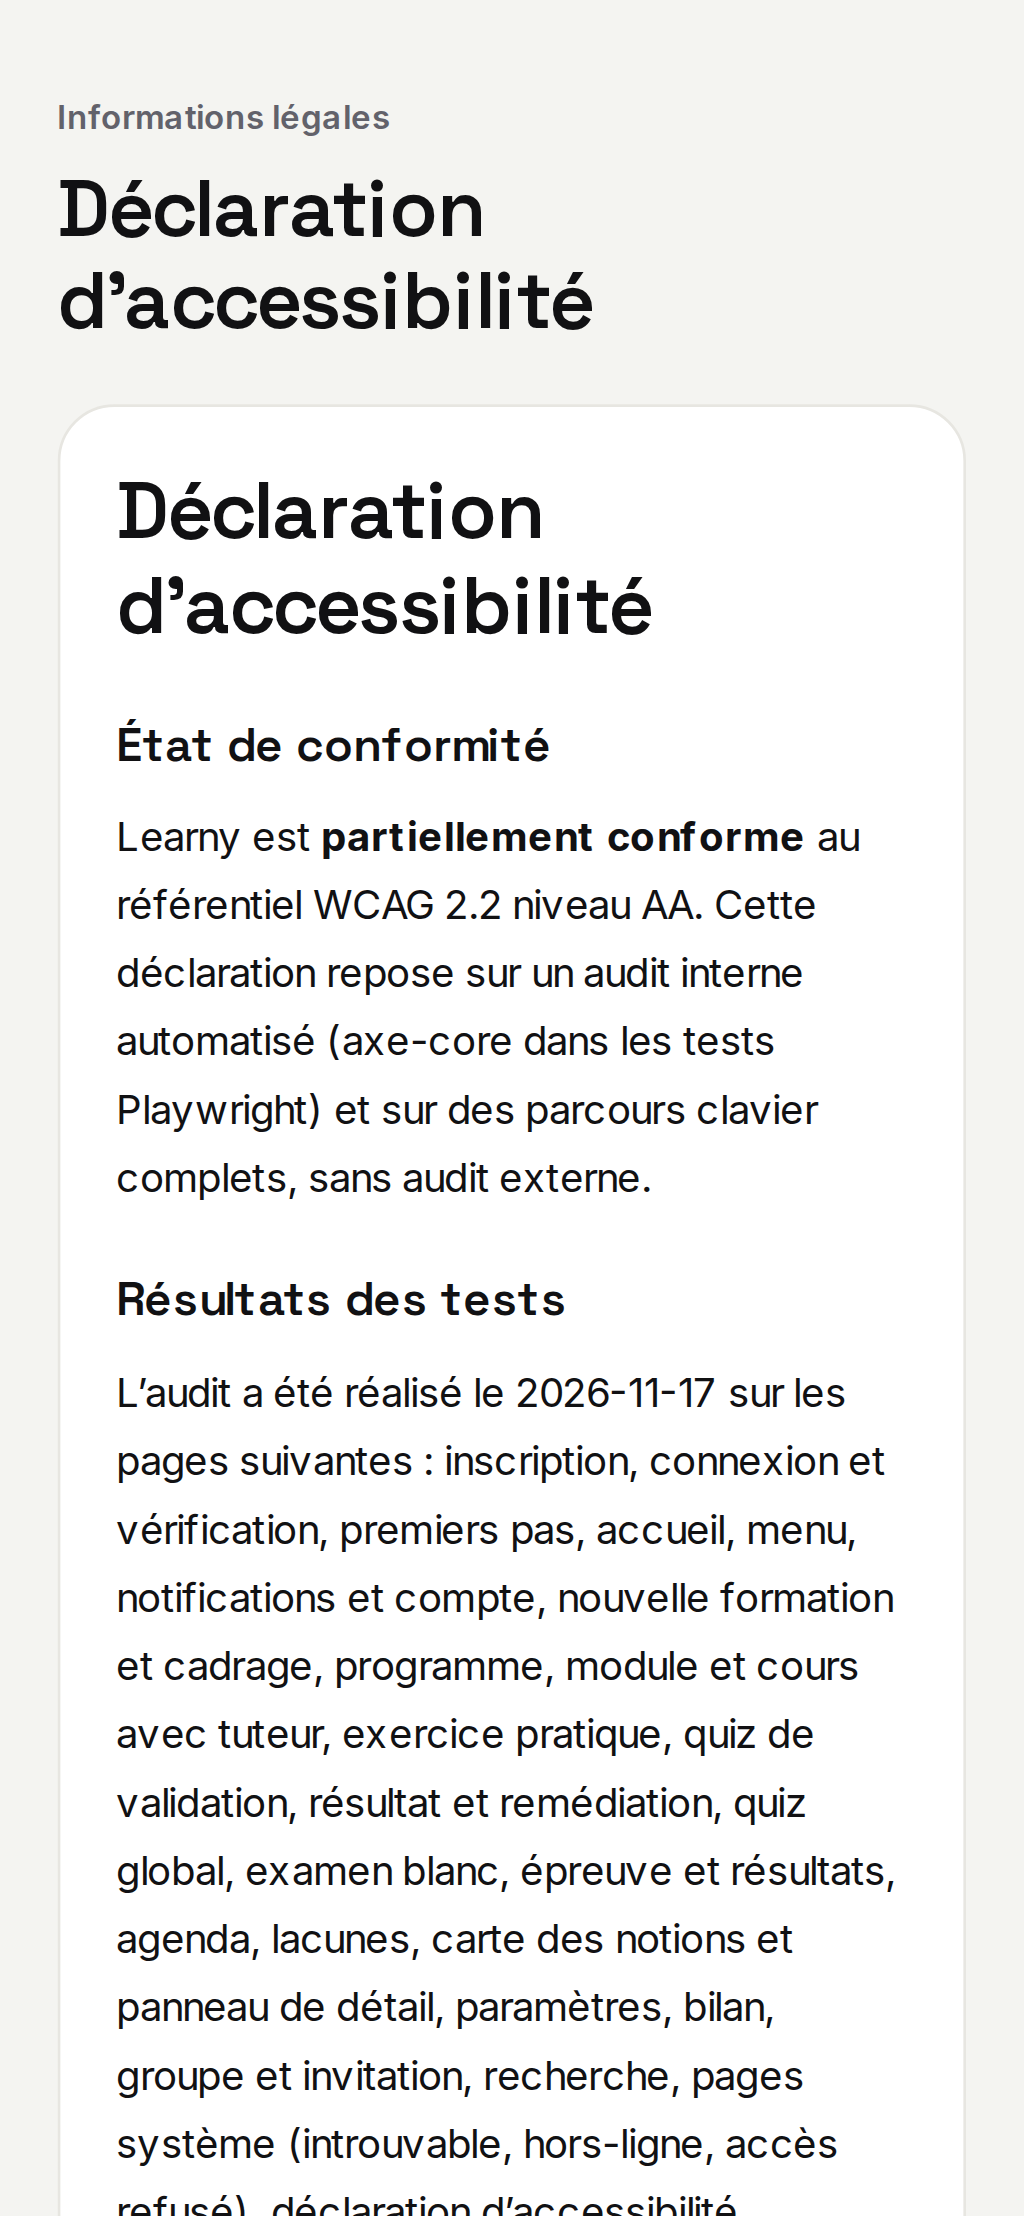 Informations légales
Déclaration
d’accessibilité
Déclaration
d’accessibilité
État de conformité
Learny est partiellement conforme au
référentiel WCAG 2.2 niveau AA. Cette
déclaration repose sur un audit interne
automatisé (axe-core dans les tests
Playwright) et sur des parcours clavier
complets, sans audit externe.
Résultats des tests
L’audit a été réalisé le 2026-11-17 sur les
pages suivantes : inscription, connexion et
vérification, premiers pas, accueil, menu,
notifications et compte, nouvelle formation
et cadrage, programme, module et cours
avec tuteur, exercice pratique, quiz de
validation, résultat et remédiation, quiz
global, examen blanc, épreuve et résultats,
agenda, lacunes, carte des notions et
panneau de détail, paramètres, bilan,
groupe et invitation, recherche, pages
système (introuvable, hors-ligne, accès
refusé), déclaration d’accessibilité